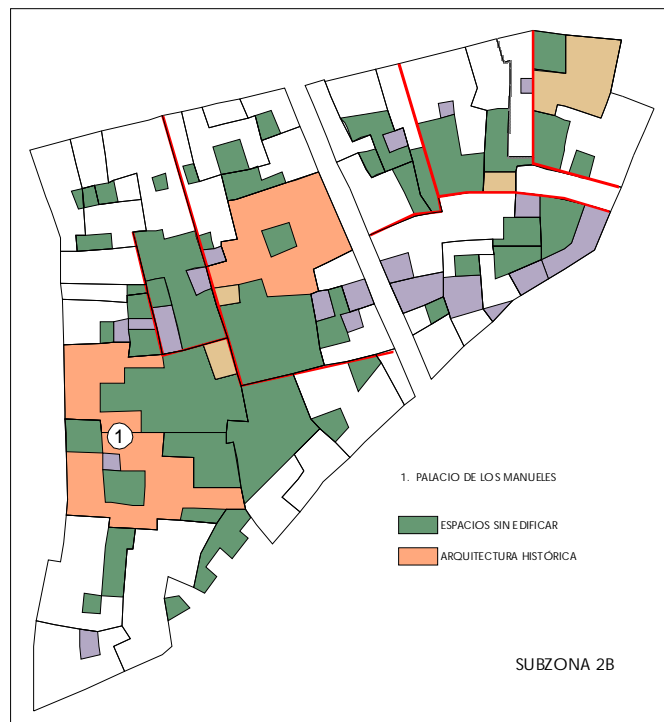 1
1. PALACIO DE LOS MANUELES
ESPACIOS SIN EDIFICAR
ARQUITECTURA HISTÓRICA
SUBZONA 2B